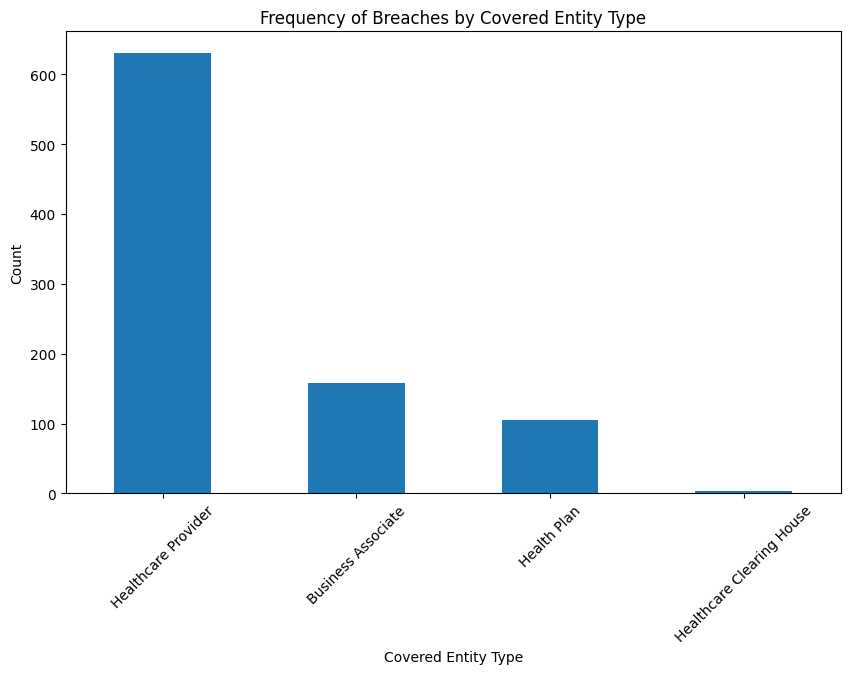 Frequency of Breaches by Covered Entity Type
Count
600
500
400
300
200
100
0
Healthcare Provider
Business Associate
Health Plan
Healthcare Clearing House
Covered Entity Type